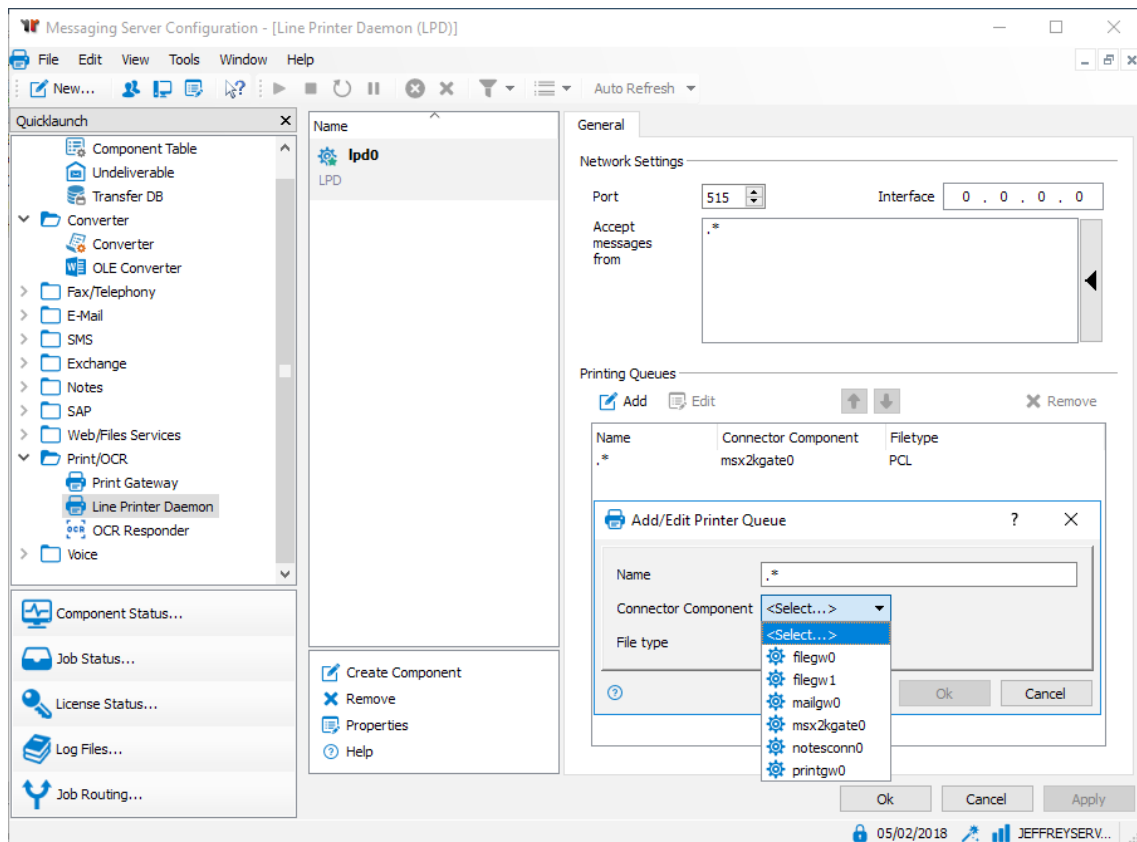 Messaging Server Configuration - [Line Printer Daemon (LPD)]
File Edit View Tools Window Help
New... Auto Refresh
Quicklaunch
Component Table
Undeliverable
Transfer DB
Converter
Converter
OLE Converter
Fax/Telephony
E-Mail
SMS
Exchange
Notes
SAP
Web/Files Services
Print/OCR
Print Gateway
Line Printer Daemon
OCR OCR Responder
Voice
Component Status...
Job Status...
License Status...
Log Files...
Job Routing...
Name
lpd0
LPD
Create Component
Remove
Properties
Help
General
Network Settings
Port 515 Interface 0 . 0 . 0 . 0
Accept .*
messages
from
Printing Queues
Add Edit Remove
Name Connector Component Filetype
.* msx2kgate0 PCL
Add/Edit Printer Queue ?
Name .*
Connector Component <Select...>
File type
<Select...>
filegw0
filegw1
mailgw0
msx2kgate0
notesconn0
printgw0
Ok Cancel
Ok Cancel Apply
05/02/2018 JEFFREYSERV...